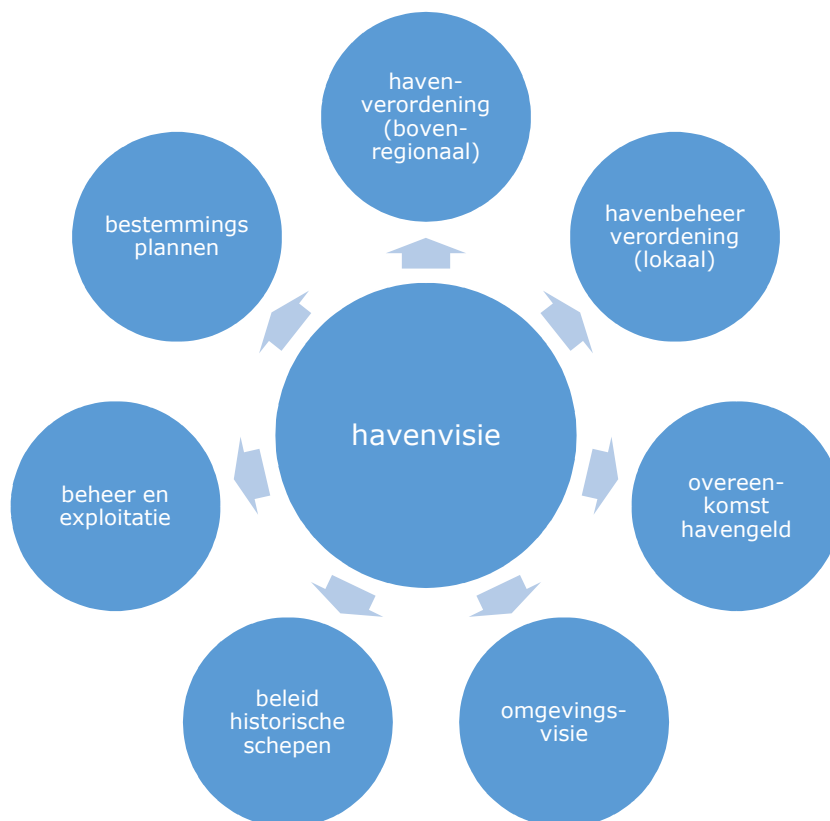 haven-
verordening
(boven-
regionaal)
havenbeheer
verordening
(lokaal)
overeen-
komst
havengeld
omgevings-
visie
beleid
historische
schepen
beheer en
exploitatie
bestemmings
plannen
havenvisie